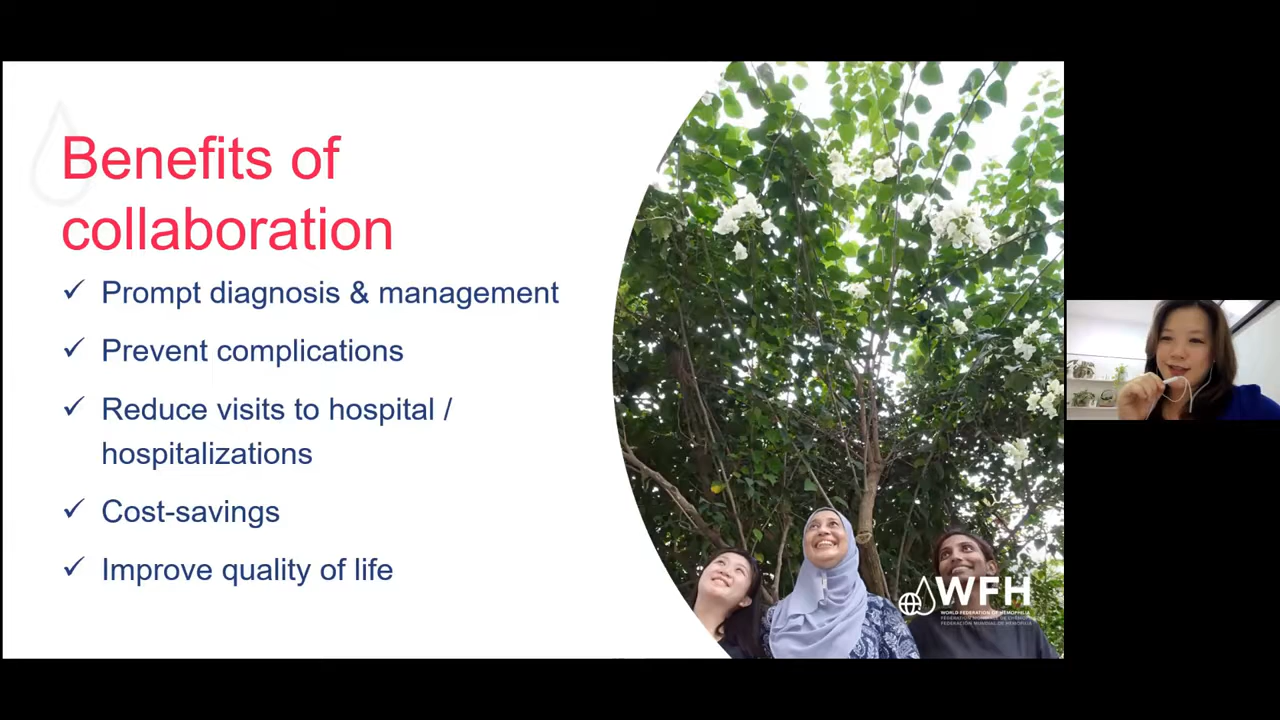 Benefits of
collaboration
✓ Prompt diagnosis & management
✓ Prevent complications
✓ Reduce visits to hospital /
hospitalizations
✓ Cost-savings
✓ Improve quality of life
WFH
WORLD FEDERATION OF HEMOPHILIA
FÉDÉRATION MONDIALE DE L'HÉMOPHILIE
FEDERACIÓN MUNDIAL DE HEMOFILIA